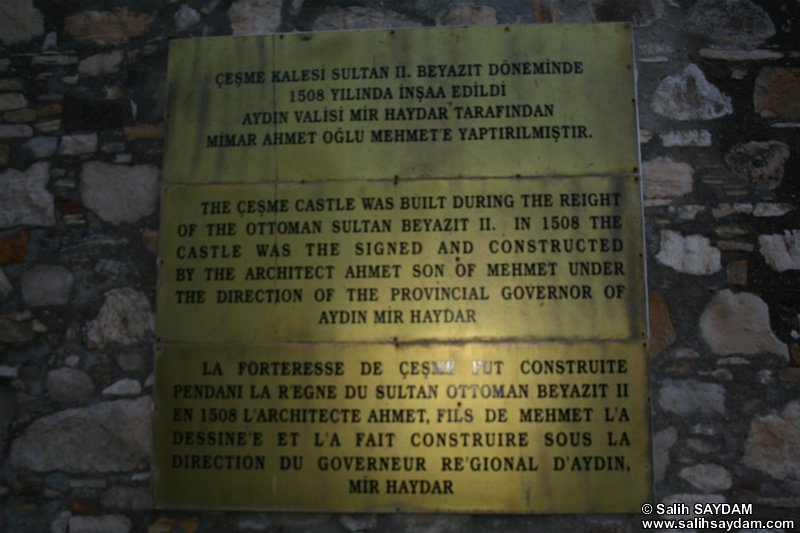 ÇEŞME KALESİ SULTAN II. BEYAZIT DÖNEMİNDE
1508 YILINDA İNŞAA EDİLDİ
AYDIN VALİSİ MİR HAYDAR TARAFINDAN
MİMAR AHMET OĞLU MEHMET'E YAPTIRILMIŞTIR.
THE ÇEŞME CASTLE WAS BUILT DURING THE REIGHT
OF THE OTTOMAN SULTAN BEYAZIT II. IN 1508 THE
CASTLE WAS THE SIGNED AND CONSTRUCTED
BY THE ARCHITECT AHMET SON OF MEHMET UNDER
THE DIRECTION OF THE PROVINCIAL GOVERNOR OF
AYDIN MİR HAYDAR
LA FORTERESSE DE ÇEŞME FUT CONSTRUITE
PENDANI LA R'EGNE DU SULTAN OTTOMAN BEYAZIT II
EN 1508 L'ARCHITECTE AHMET, FILS DE MEHMET L'A
DESSINE'E ET L'A FAIT CONSTRUIRE SOUS LA
DIRECTION DU GOVERNEUR RE'GIONAL D'AYDIN,
MİR HAYDAR
© Salih SAYDAM
www.salihsaydam.com